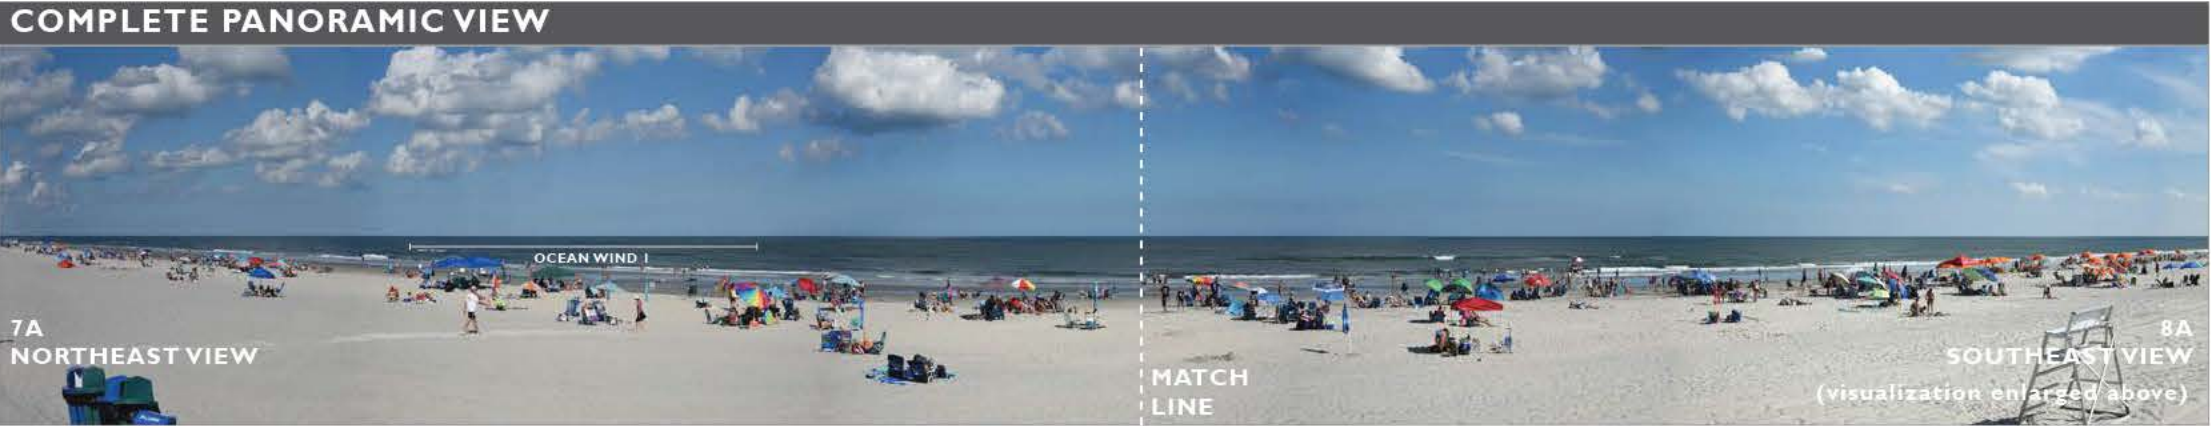 COMPLETE PANORAMIC VIEW
OCEAN WIND 1
7A
NORTHEAST VIEW
MATCH
LINE
8A
SOUTHEAST VIEW
(visualization enlarged above)